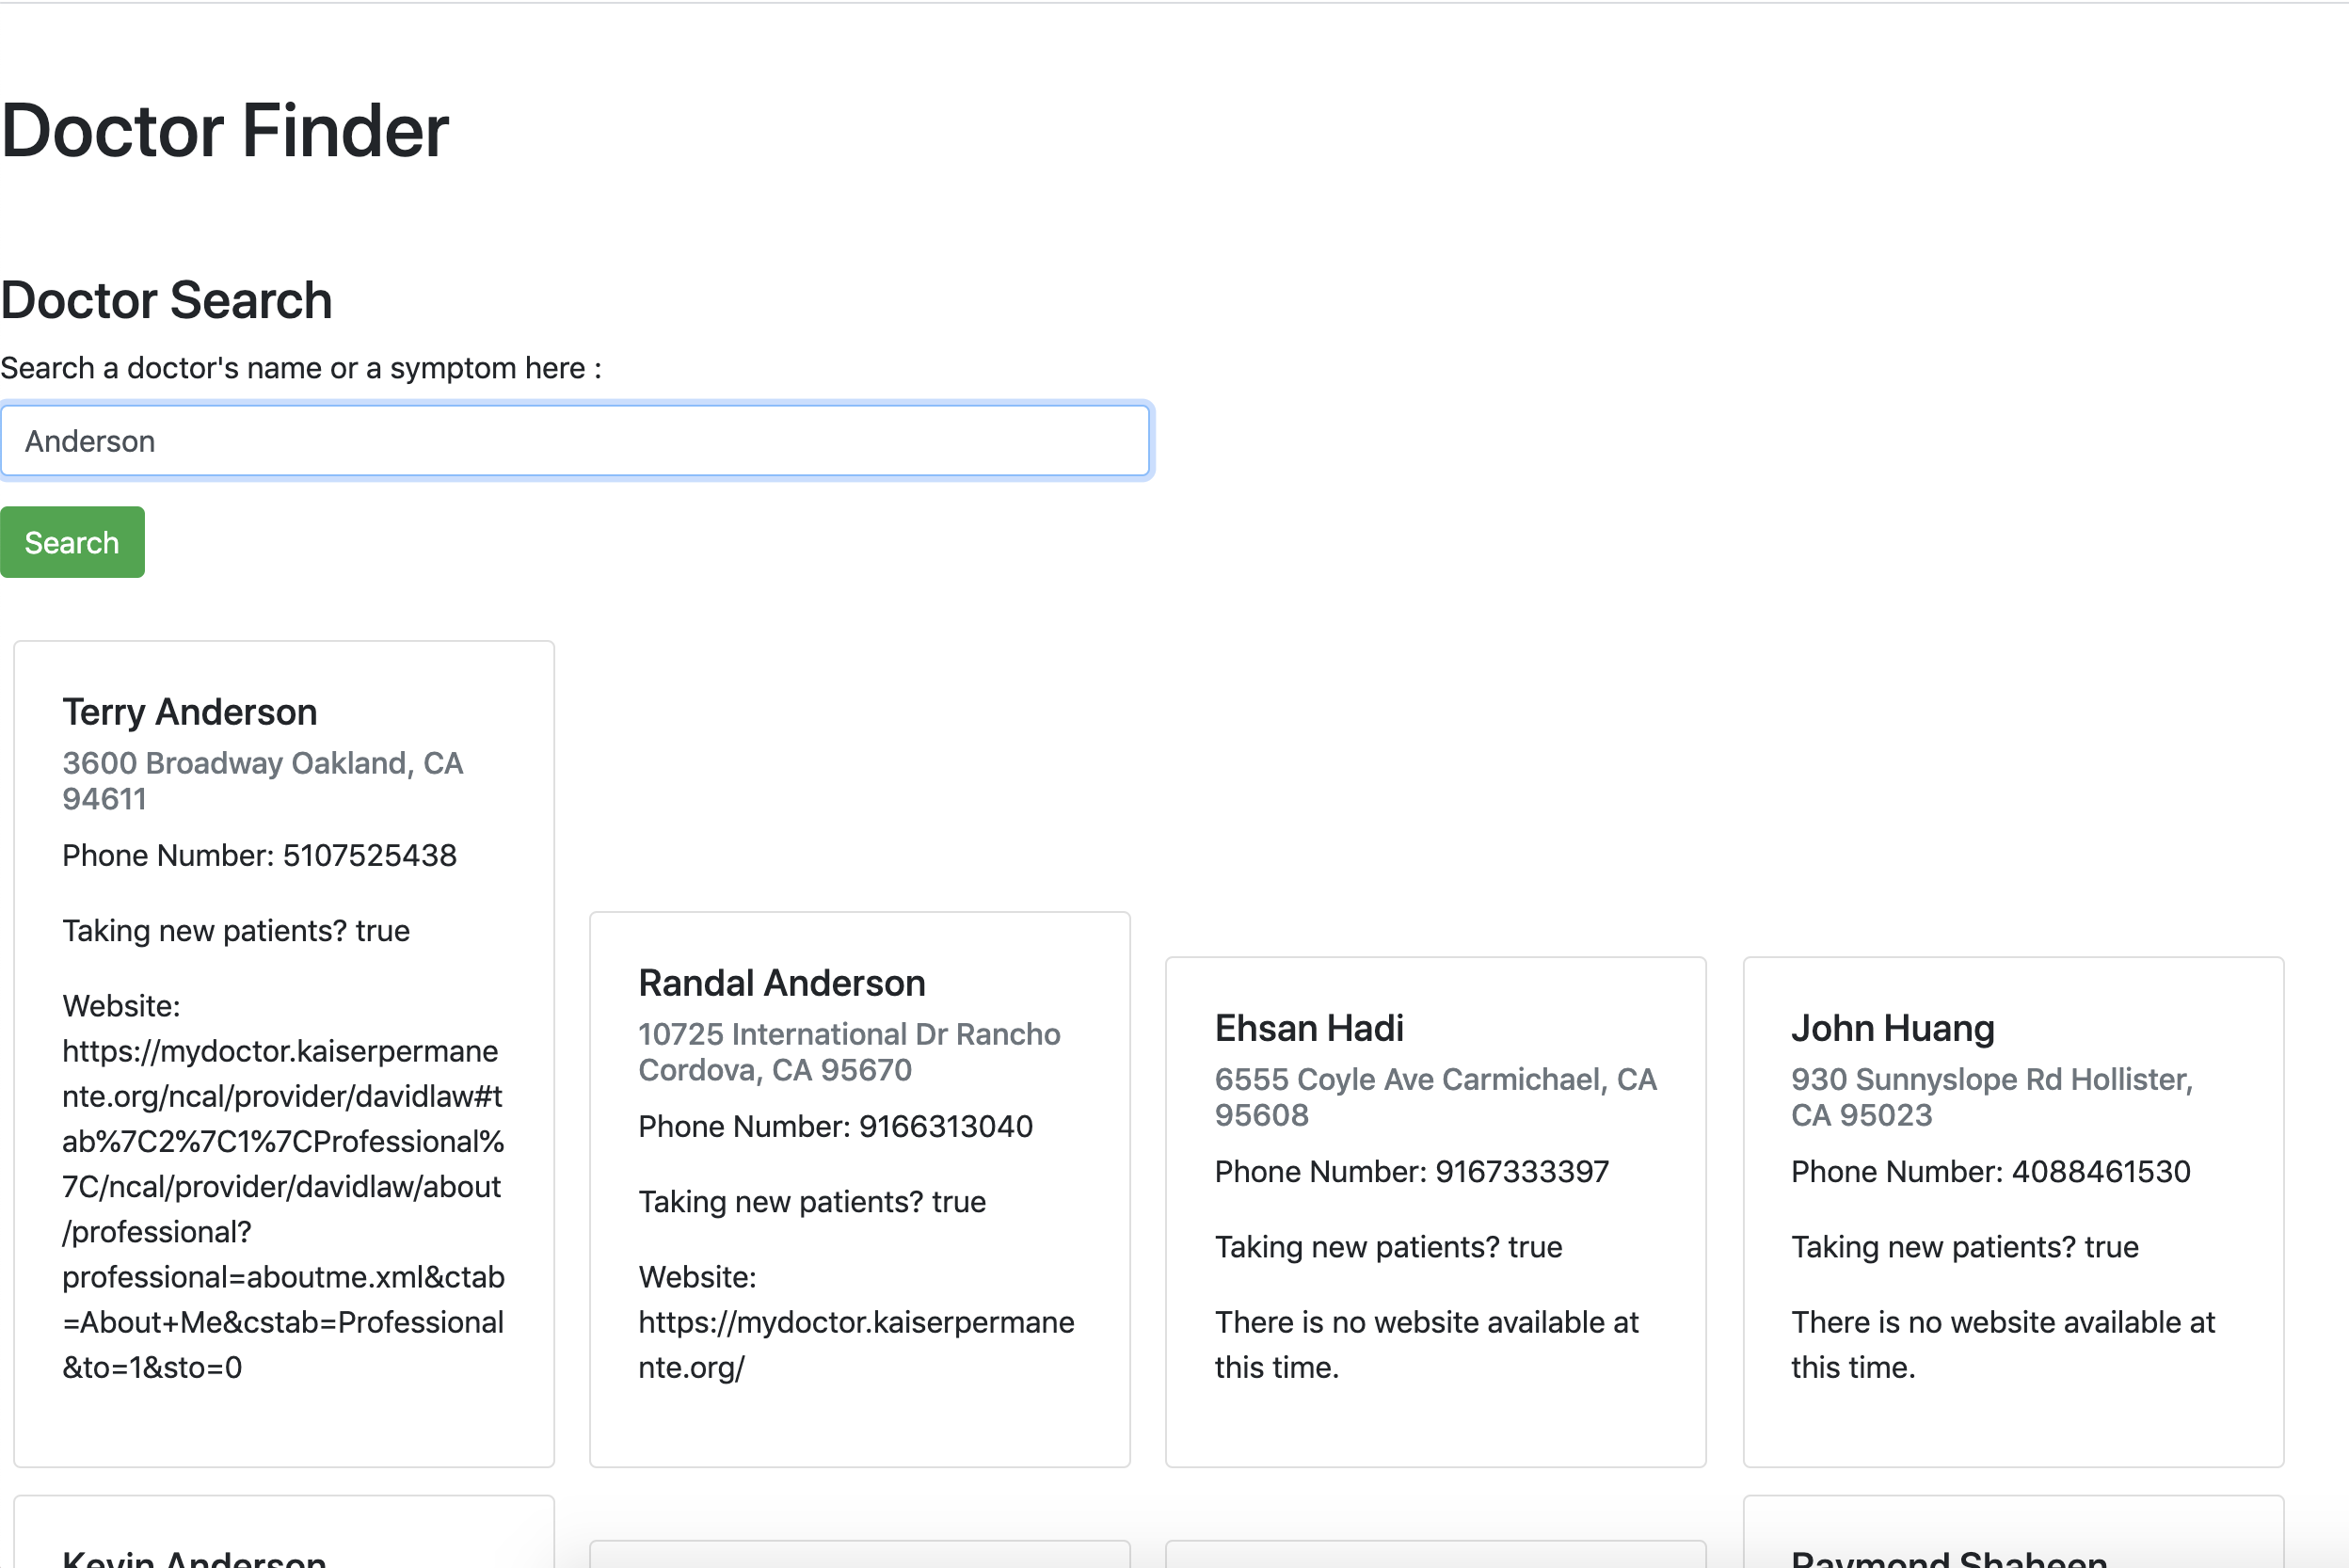 Doctor Finder
Doctor Search
Search a doctor's name or a symptom here :
Anderson
Search
Terry Anderson
3600 Broadway Oakland, CA
94611
Phone Number: 5107525438
Taking new patients? true
Website:
https://mydoctor.kaiserpermane
nte.org/ncal/provider/davidlaw#t
ab%7C2%7C1%7CProfessional%
7C/ncal/provider/davidlaw/about
/professional?
professional=aboutme.xml&ctab
=About+Me&cstab=Professional
&to=1&sto=0
Randal Anderson
10725 International Dr Rancho
Cordova, CA 95670
Phone Number: 9166313040
Taking new patients? true
Website:
https://mydoctor.kaiserpermane
nte.org/
Ehsan Hadi
6555 Coyle Ave Carmichael, CA
95608
Phone Number: 9167333397
Taking new patients? true
There is no website available at
this time.
John Huang
930 Sunnyslope Rd Hollister,
CA 95023
Phone Number: 4088461530
Taking new patients? true
There is no website available at
this time.
Kevin Anderson
Raymond Shaheen